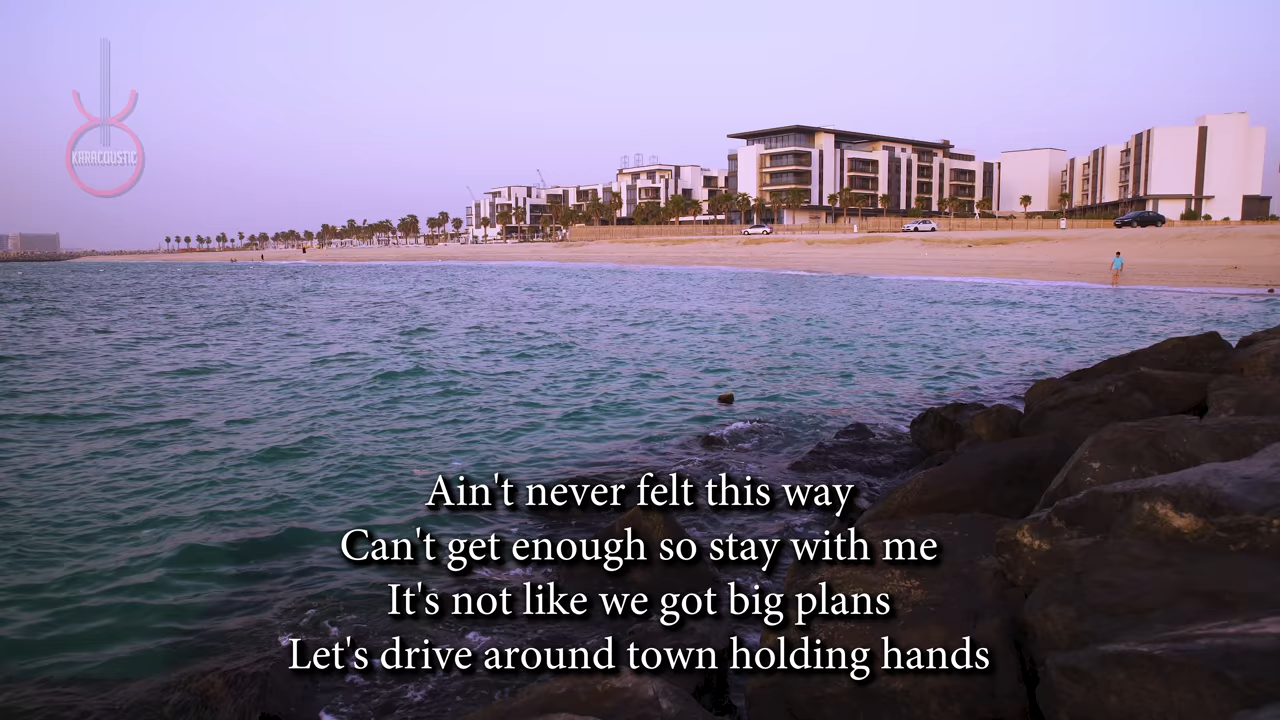 KARACOUSTIC
Ain't never felt this way
Can't get enough so stay with me
It's not like we got big plans
Let's drive around town holding hands